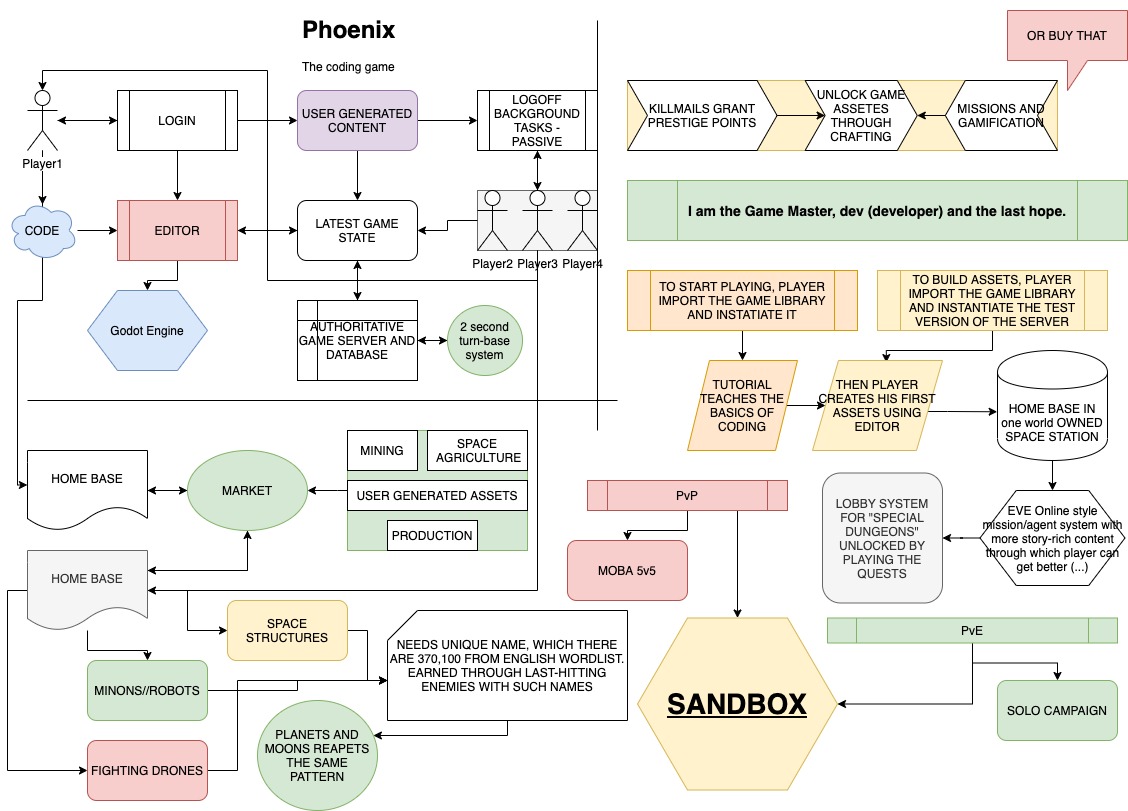 Phoenix
The coding game
OR BUY THAT
Player1
LOGIN
USER GENERATED
CONTENT
LOGOFF
BACKGROUND
TASKS -
PASSIVE
KILLMAILS GRANT
PRESTIGE POINTS
UNLOCK GAME
ASSETES
THROUGH
CRAFTING
MISSIONS AND
GAMIFICATION
CODE
EDITOR
LATEST GAME
STATE
Player2
Player3
Player4
I am the Game Master, dev (developer) and the last hope.
Godot Engine
AUTHORITATIVE
GAME SERVER AND
DATABASE
2 second
turn-base
system
TO START PLAYING, PLAYER
IMPORT THE GAME LIBRARY
AND INSTATIATE IT
TO BUILD ASSETS, PLAYER
IMPORT THE GAME LIBRARY
AND INSTANTIATE THE TEST
VERSION OF THE SERVER
TUTORIAL
TEACHES THE
BASICS OF
CODING
THEN PLAYER
CREATES HIS FIRST
ASSETS USING
EDITOR
HOME BASE IN
one world OWNED
SPACE STATION
HOME BASE
MARKET
MINING
SPACE
AGRICULTURE
USER GENERATED ASSETS
PRODUCTION
PvP
MOBA 5v5
LOBBY SYSTEM
FOR "SPECIAL
DUNGEONS"
UNLOCKED BY
PLAYING THE
QUESTS
EVE Online style
mission/agent system with
more story-rich content
through which player can
get better (...)
HOME BASE
SPACE
STRUCTURES
MINONS//ROBOTS
FIGHTING DRONES
NEEDS UNIQUE NAME, WHICH THERE
ARE 370,100 FROM ENGLISH WORDLIST.
EARNED THROUGH LAST-HITTING
ENEMIES WITH SUCH NAMES
PLANETS AND
MOONS REAPETS
THE SAME
PATTERN
SANDBOX
PvE
SOLO CAMPAIGN